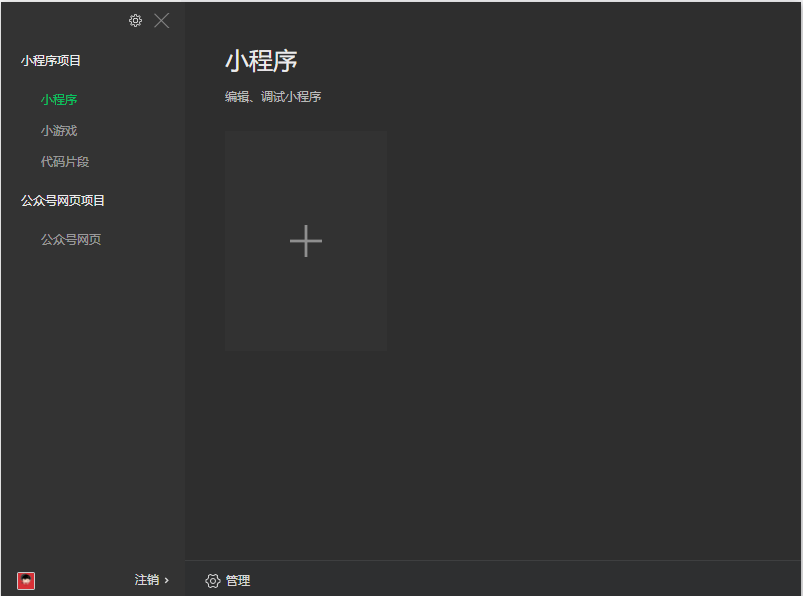 小程序项目
小程序
小游戏
代码片段
公众号网页项目
公众号网页
注销 ›
小程序
编辑、调试小程序
管理